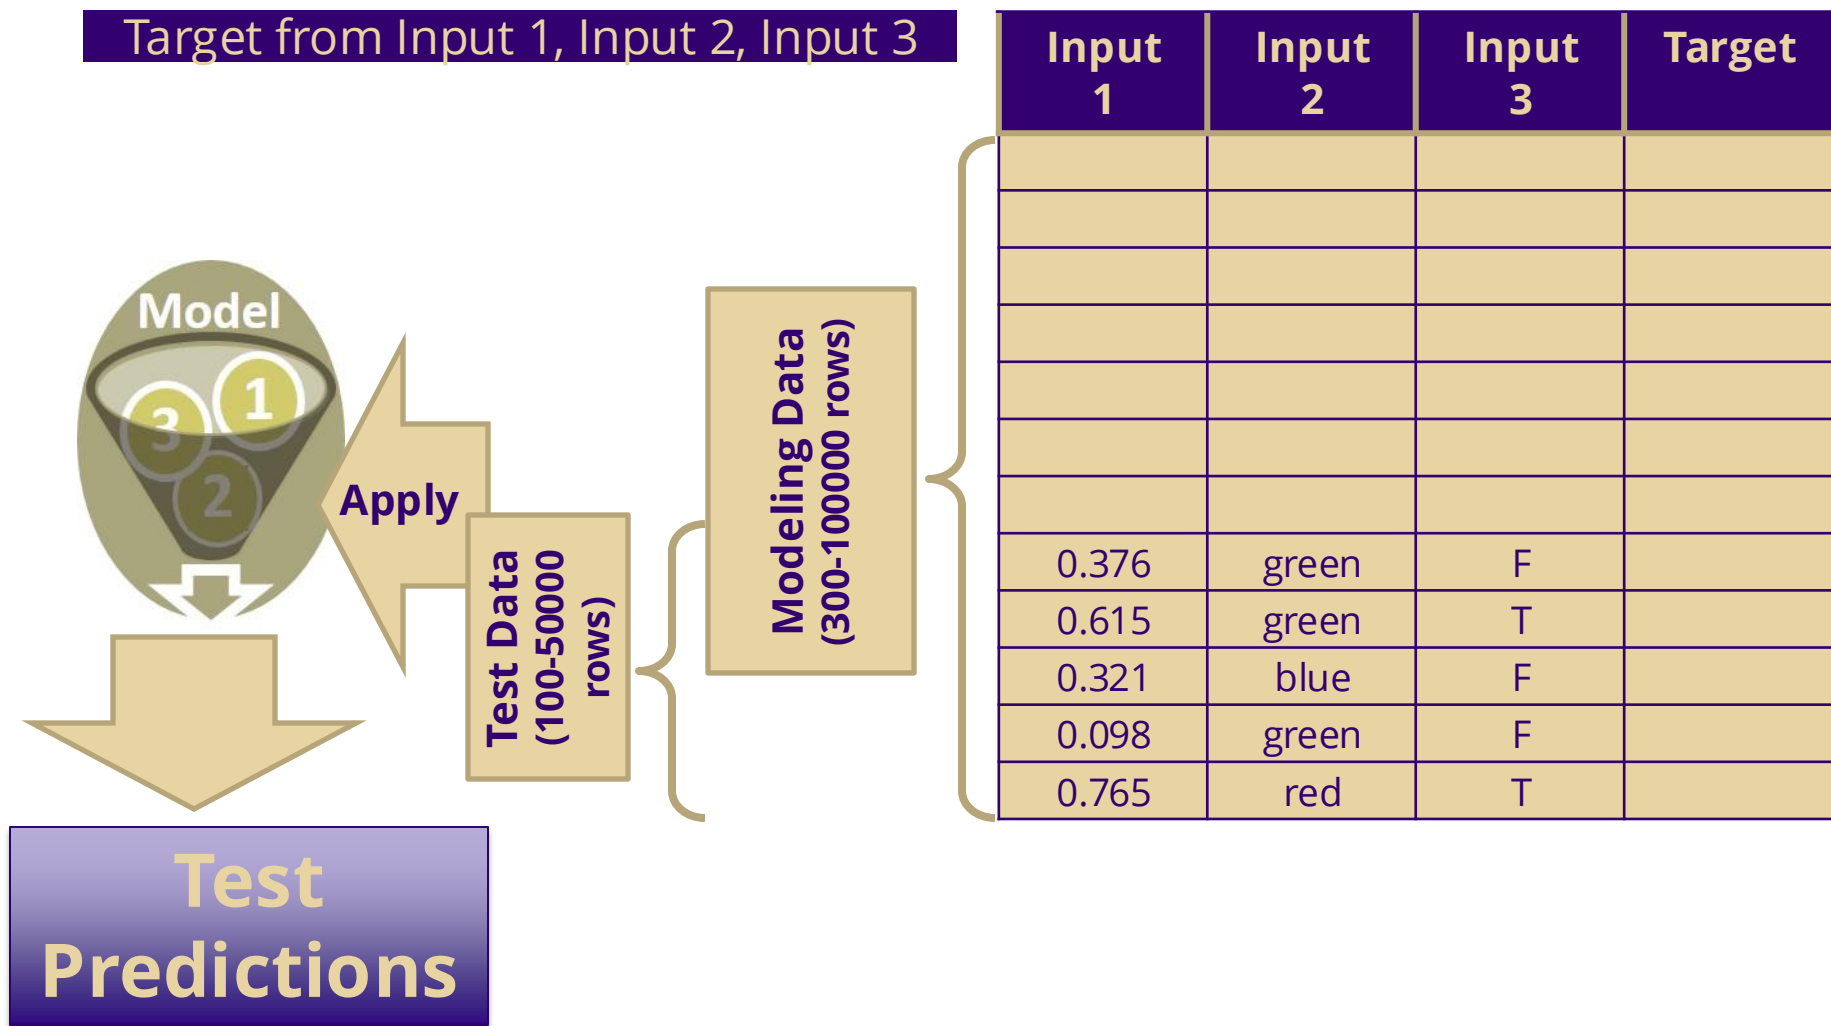 Target from Input 1, Input 2, Input 3
Input
1
Input
2
Input
3
Target
Model
1
3
2
Apply
Test Data
(100-50000
rows)
Modeling Data
(300-100000 rows)
0.376 green F
0.615 green T
0.321 blue F
0.098 green F
0.765 red T
Test
Predictions